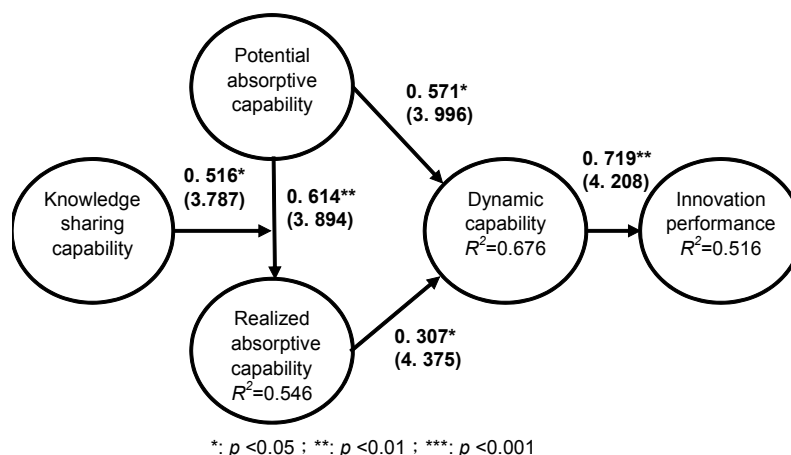 Potential
absorptive
capability
0. 571*
(3. 996)
0. 516*
(3.787)
0. 614**
(3. 894)
0. 719**
(4. 208)
Knowledge
sharing
capability
Dynamic
capability
R²=0.676
Innovation
performance
R²=0.516
Realized
absorptive
capability
R²=0.546
0. 307*
(4. 375)
*: p <0.05 ; **: p <0.01 ; ***: p <0.001